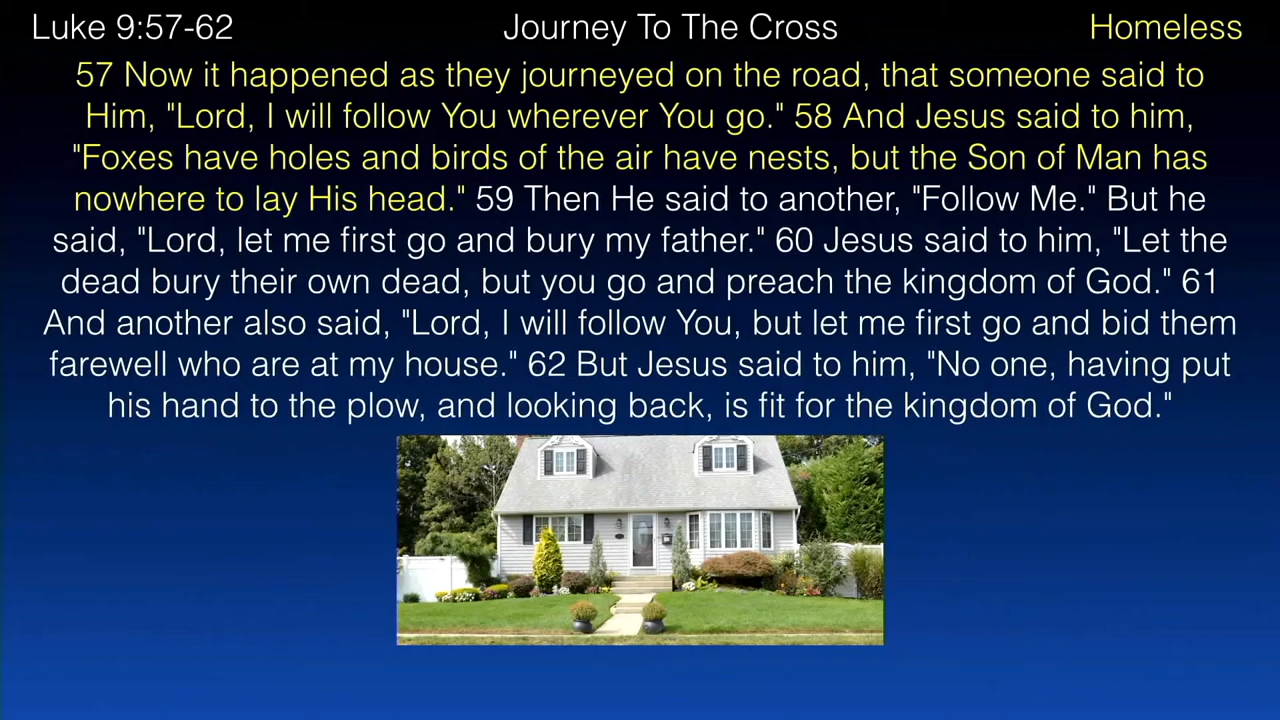 Luke 9:57-62 Journey To The Cross Homeless
57 Now it happened as they journeyed on the road, that someone said to
Him, "Lord, I will follow You wherever You go." 58 And Jesus said to him,
"Foxes have holes and birds of the air have nests, but the Son of Man has
nowhere to lay His head." 59 Then He said to another, "Follow Me." But he
said, "Lord, let me first go and bury my father." 60 Jesus said to him, "Let the
dead bury their own dead, but you go and preach the kingdom of God." 61
And another also said, "Lord, I will follow You, but let me first go and bid them
farewell who are at my house." 62 But Jesus said to him, "No one, having put
his hand to the plow, and looking back, is fit for the kingdom of God."